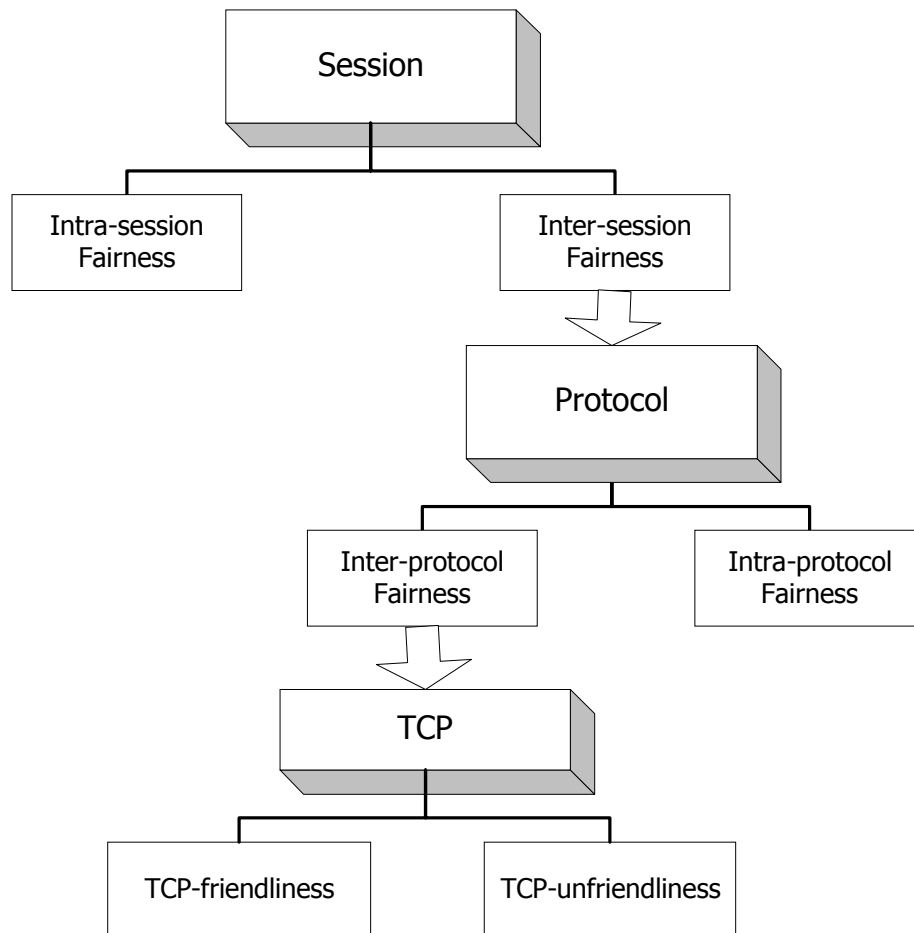 Session
Intra-session
Fairness
Inter-session
Fairness
Protocol
Inter-protocol
Fairness
Intra-protocol
Fairness
TCP
TCP-friendliness
TCP-unfriendliness